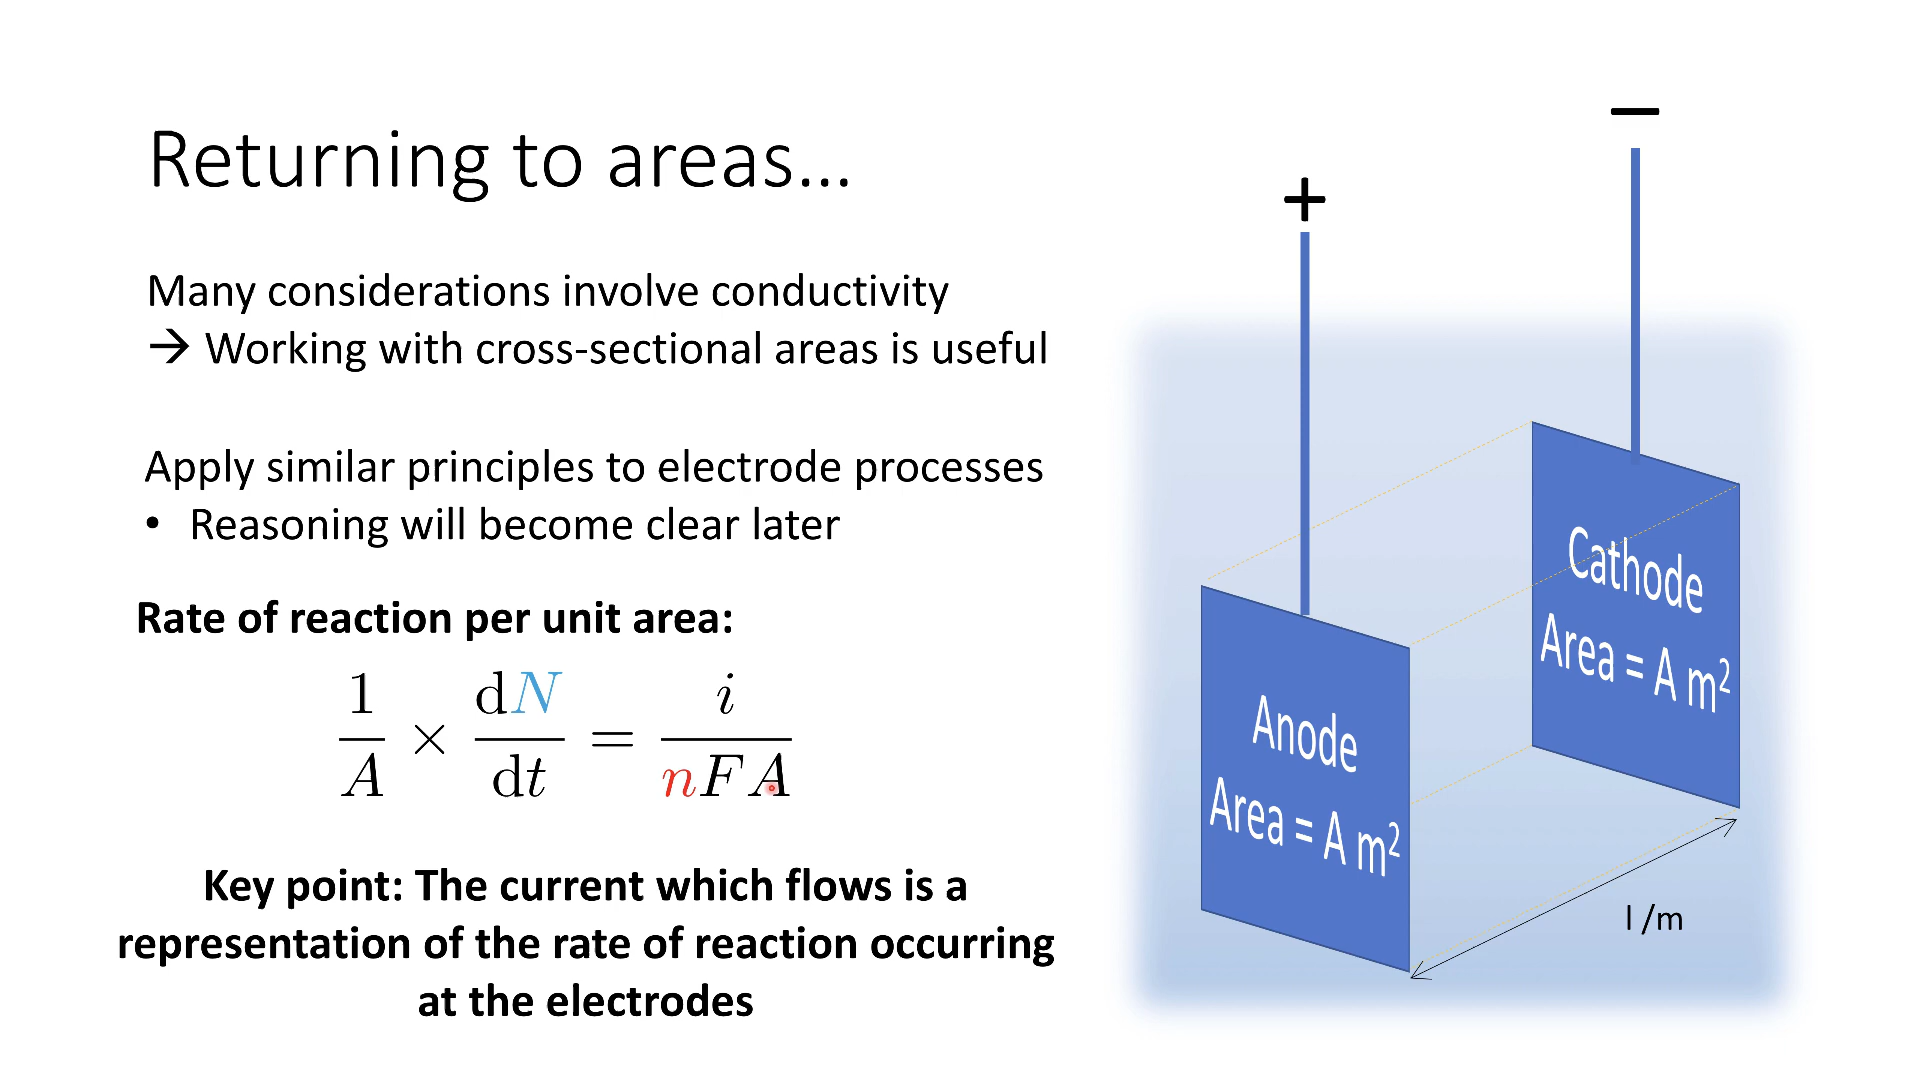 Returning to areas...
Many considerations involve conductivity
→ Working with cross-sectional areas is useful
Apply similar principles to electrode processes
• Reasoning will become clear later
Rate of reaction per unit area:
1/A × dN/dt = i/nFA
Key point: The current which flows is a
representation of the rate of reaction occurring
at the electrodes
+
−
Cathode
Area = A m²
Anode
Area = A m²
l /m